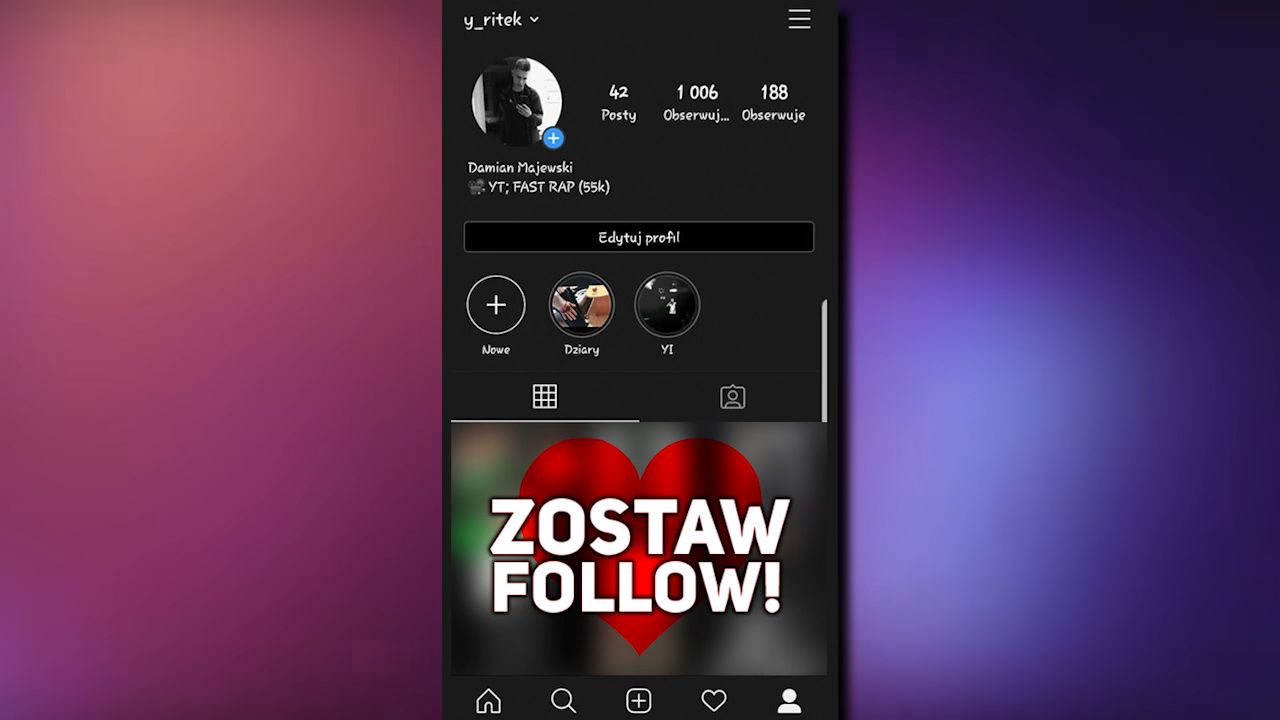 y_ritek
42 1 006 188
Posty Obserwuj... Obserwuje
Damian Majewski
YT; FAST RAP (55k)
Edytuj profil
Nowe Dziary YI
ZOSTAW
FOLLOW!